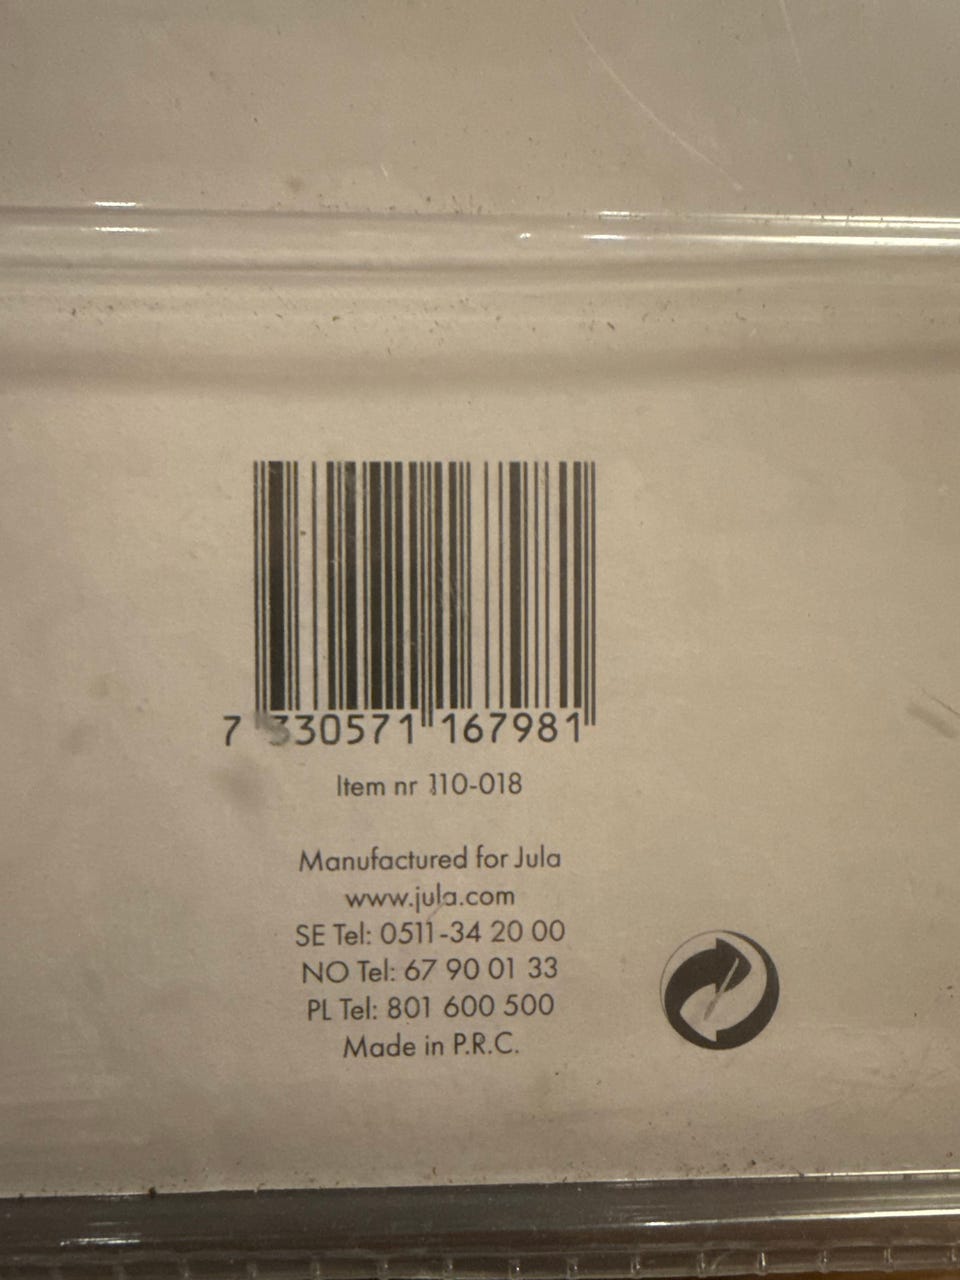 7 330571 167981
Item nr 110-018
Manufactured for Jula
www.jula.com
SE Tel: 0511-34 20 00
NO Tel: 67 90 01 33
PL Tel: 801 600 500
Made in P.R.C.